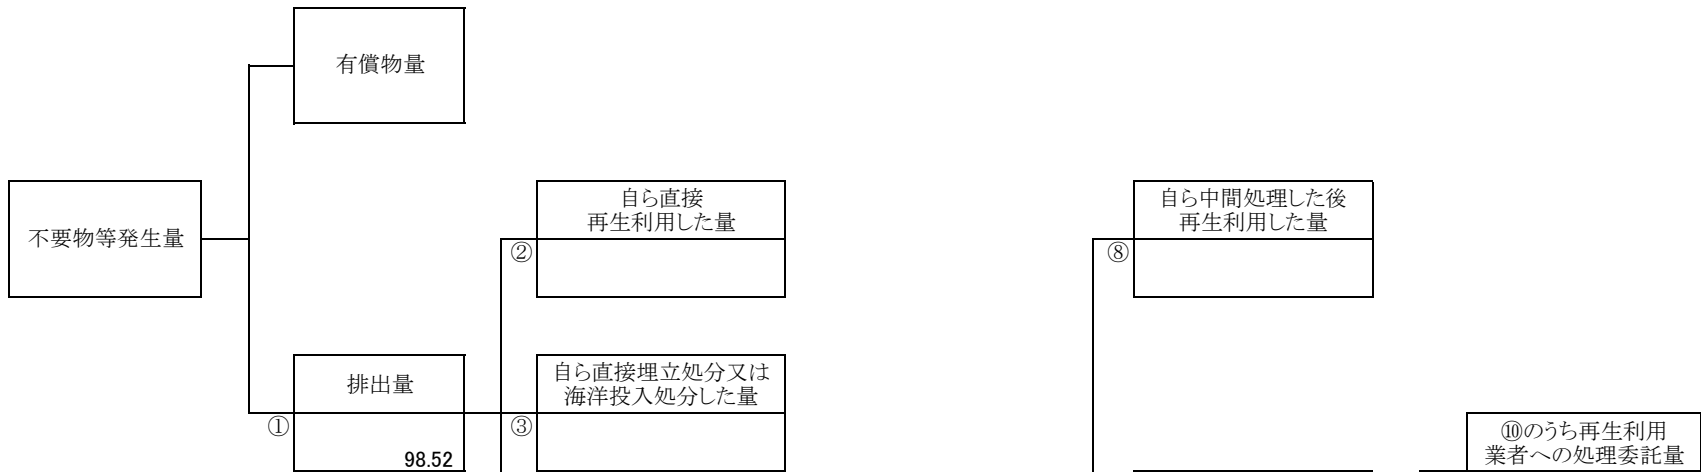 有償物量
不要物等発生量
自ら直接
再生利用した量
②
自ら中間処理した後
再生利用した量
⑧
排出量
①
98.52
自ら直接埋立処分又は
海洋投入処分した量
③
⑩のうち再生利用
業者への処理委託量